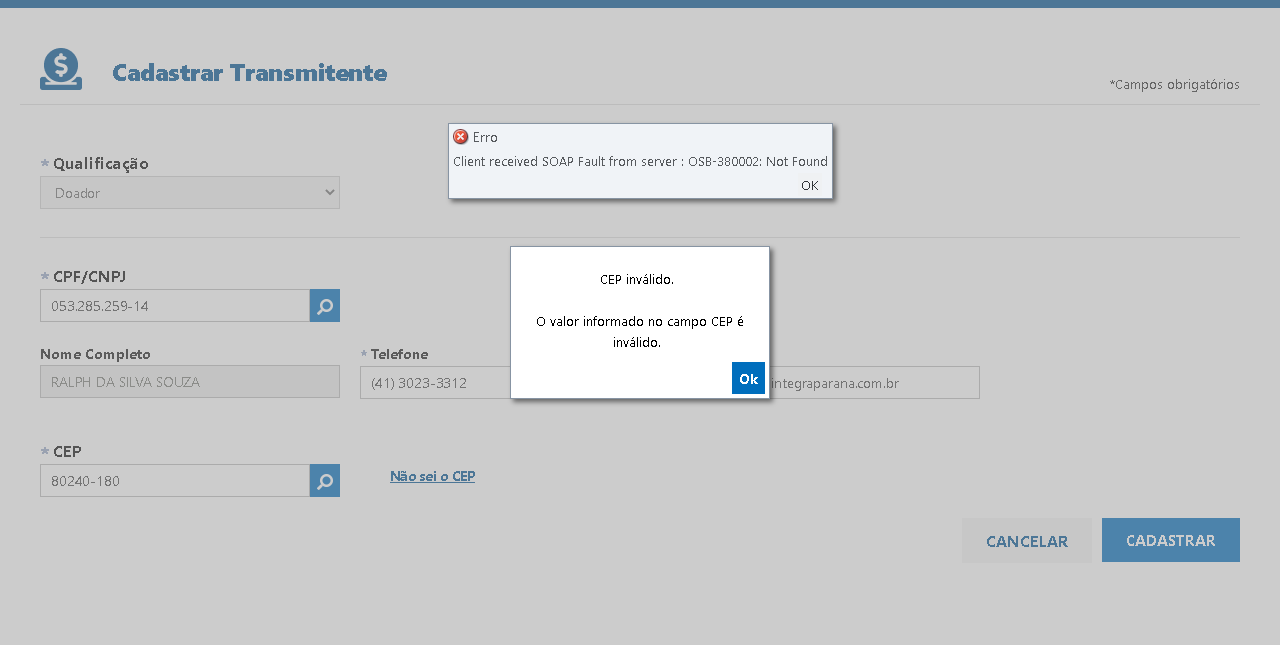 Cadastrar Transmitente
*Campos obrigatórios
Erro
Client received SOAP Fault from server : OSB-380002: Not Found
OK
* Qualificação
Doador
CEP inválido.
O valor informado no campo CEP é
inválido.
Ok
* CPF/CNPJ
053.285.259-14
Nome Completo
* Telefone
RALPH DA SILVA SOUZA
(41) 3023-3312
integraparana.com.br
* CEP
80240-180
Não sei o CEP
CANCELAR
CADASTRAR